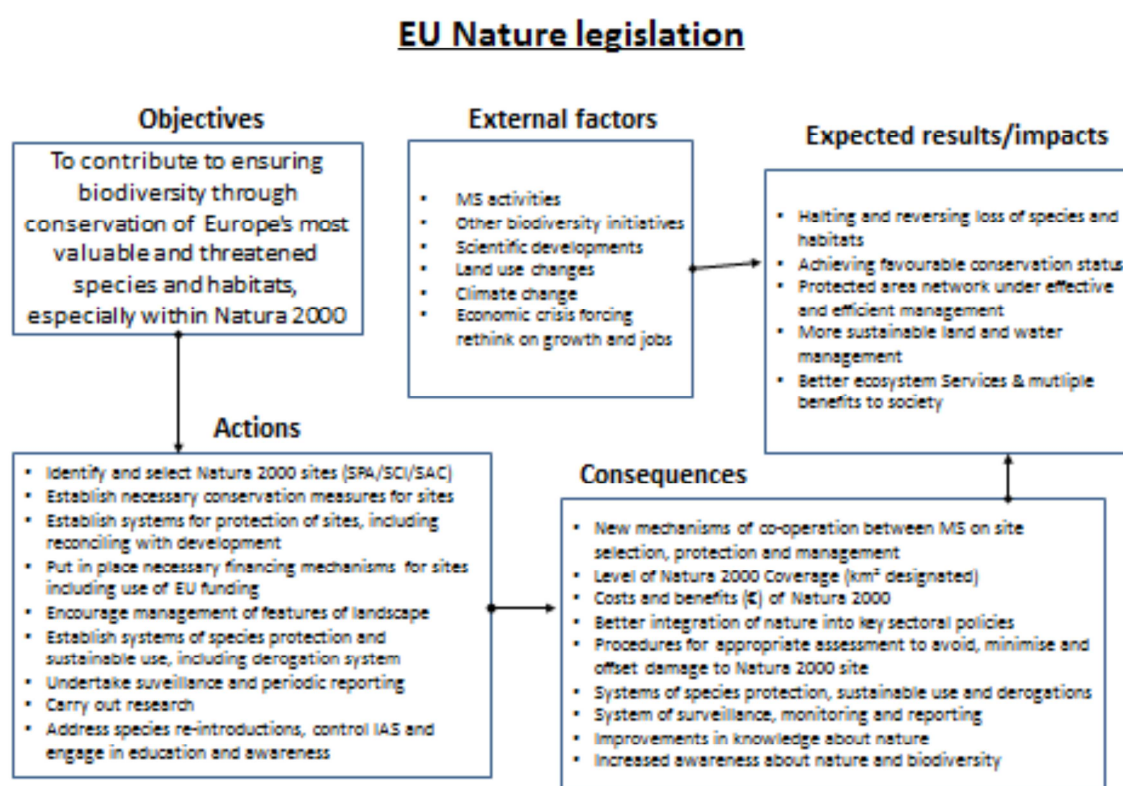 EU Nature legislation
Objectives
To contribute to ensuring
biodiversity through
conservation of Europe's most
valuable and threatened
species and habitats,
especially within Natura 2000
External factors
• MS activities
• Other biodiversity initiatives
• Scientific developments
• Land use changes
• Climate change
• Economic crisis forcing
rethink on growth and jobs
Expected results/impacts
• Halting and reversing loss of species and
habitats
• Achieving favourable conservation status
• Protected area network under effective
and efficient management
• More sustainable land and water
management
• Better ecosystem Services & mutliple
benefits to society
Actions
• Identify and select Natura 2000 sites (SPA/SCI/SAC)
• Establish necessary conservation measures for sites
• Establish systems for protection of sites, including
reconciling with development
• Put in place necessary financing mechanisms for sites
including use of EU funding
• Encourage management of features of landscape
• Establish systems of species protection and
sustainable use, including derogation system
• Undertake suveillance and periodic reporting
• Carry out research
• Address species re-introductions, control IAS and
engage in education and awareness
Consequences
• New mechanisms of co-operation between MS on site
selection, protection and management
• Level of Natura 2000 Coverage (km² designated)
• Costs and benefits (€) of Natura 2000
• Better integration of nature into key sectoral policies
• Procedures for appropriate assessment to avoid, minimise and
offset damage to Natura 2000 site
• Systems of species protection, sustainable use and derogations
• System of surveillance, monitoring and reporting
• Improvements in knowledge about nature
• Increased awareness about nature and biodiversity